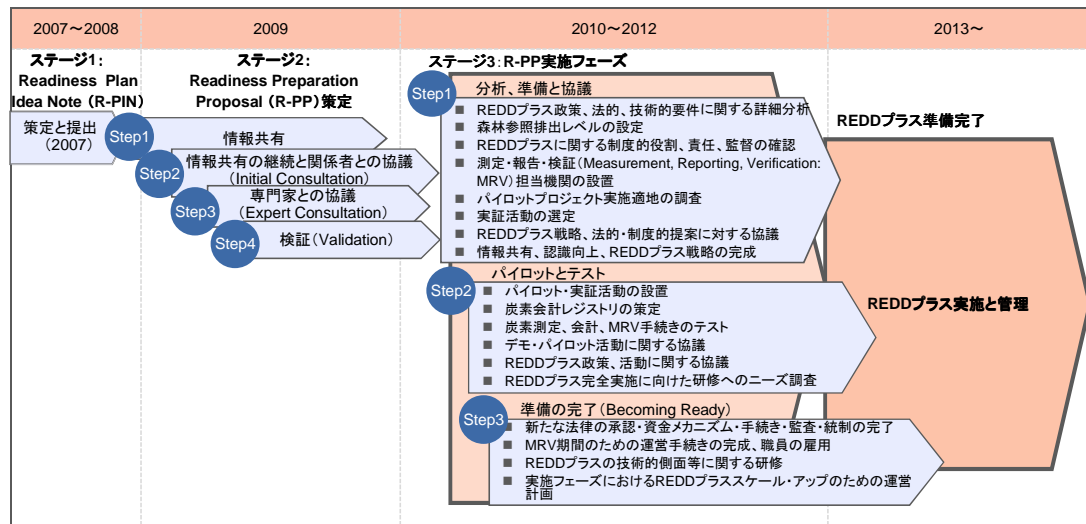 2007～2008
2009
2010～2012
2013～
ステージ1：
Readiness Plan
Idea Note （R-PIN）
ステージ2：
Readiness Preparation
Proposal （R-PP）策定
ステージ3：R-PP実施フェーズ
策定と提出
（2007）
Step1
情報共有
Step2
情報共有の継続と関係者との協議
（Initial Consultation）
Step3
専門家との協議
（Expert Consultation）
Step4
検証（Validation）
Step1
分析、準備と協議
■ REDDプラス政策、法的、技術的要件に関する詳細分析
■ 森林参照排出レベルの設定
■ REDDプラスに関する制度的役割、責任、監督の確認
■ 測定・報告・検証（Measurement, Reporting, Verification:
MRV）担当機関の設置
■ パイロットプロジェクト実施適地の調査
■ 実証活動の選定
■ REDDプラス戦略、法的・制度的提案に対する協議
■ 情報共有、認識向上、REDDプラス戦略の完成
Step2
パイロットとテスト
■ パイロット・実証活動の設置
■ 炭素会計レジストリの策定
■ 炭素測定、会計、MRV手続きのテスト
■ デモ・パイロット活動に関する協議
■ REDDプラス政策、活動に関する協議
■ REDDプラス完全実施に向けた研修へのニーズ調査
Step3
準備の完了（Becoming Ready）
■ 新たな法律の承認・資金メカニズム・手続き・監査・統制の完了
■ MRV期間のための運営手続きの完成、職員の雇用
■ REDDプラスの技術的側面等に関する研修
■ 実施フェーズにおけるREDDプラススケール・アップのための運営
計画
REDDプラス準備完了
REDDプラス実施と管理